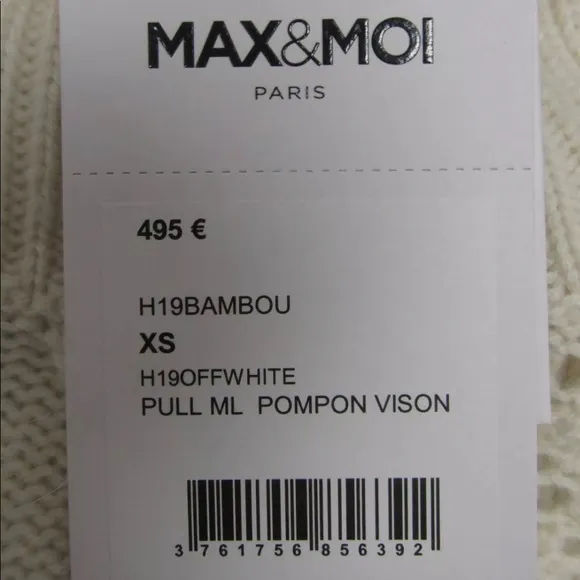 MAX&MOI
PARIS
495 €
H19BAMBOU
XS
H19OFFWHITE
PULL ML  POMPON VISON
3 761756 856392